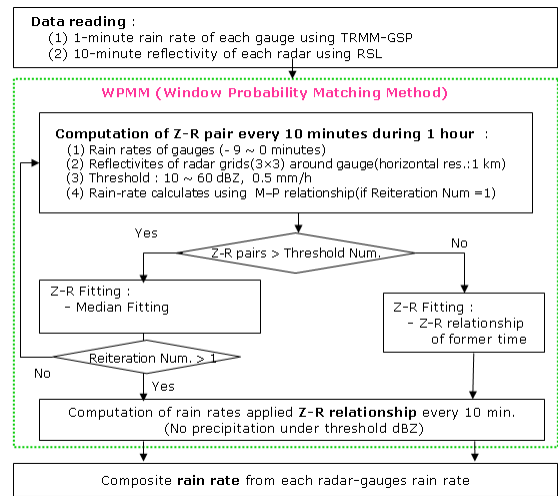 Data reading :
(1) 1-minute rain rate of each gauge using TRMM-GSP
(2) 10-minute reflectivity of each radar using RSL
WPMM (Window Probability Matching Method)
Computation of Z-R pair every 10 minutes during 1 hour :
(1) Rain rates of gauges (- 9 ~ 0 minutes)
(2) Reflectivites of radar grids(3×3) around gauge(horizontal res.:1 km)
(3) Threshold : 10 ~ 60 dBZ, 0.5 mm/h
(4) Rain-rate calculates using M-P relationship(if Reiteration Num =1)
Yes
No
Z-R pairs > Threshold Num.
Z-R Fitting :
- Median Fitting
Z-R Fitting :
- Z-R relationship
of former time
Reiteration Num. > 1
No
Yes
Computation of rain rates applied Z-R relationship every 10 min.
(No precipitation under threshold dBZ)
Composite rain rate from each radar-gauges rain rate